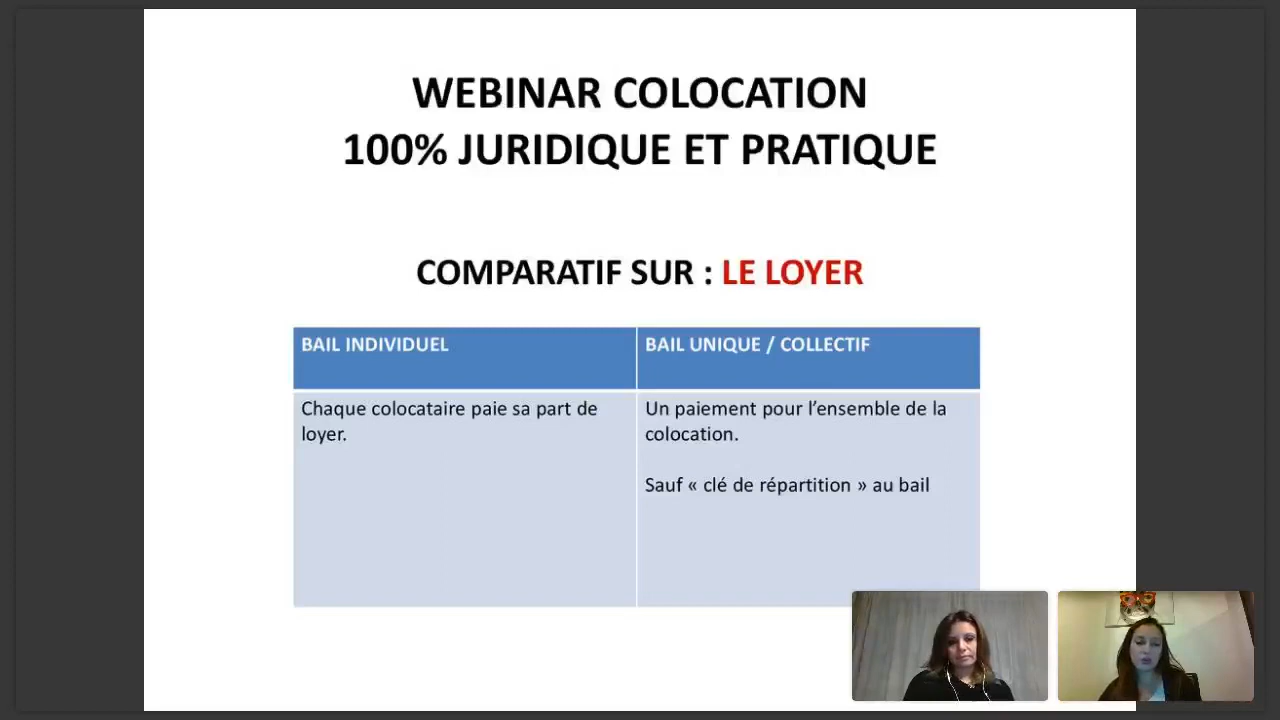 WEBINAR COLOCATION
100% JURIDIQUE ET PRATIQUE
COMPARATIF SUR : LE LOYER
BAIL INDIVIDUEL
BAIL UNIQUE / COLLECTIF
Chaque colocataire paie sa part de
loyer.
Un paiement pour l’ensemble de la
colocation.
Sauf « clé de répartition » au bail